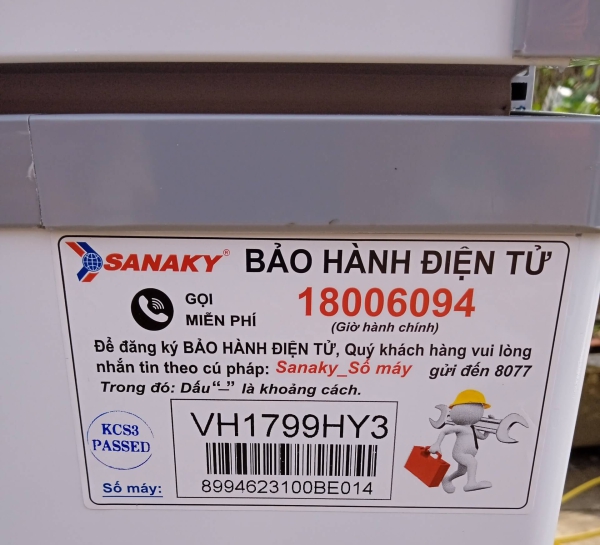 SANAKY® BẢO HÀNH ĐIỆN TỬ
GỌI
MIỄN PHÍ
18006094
(Giờ hành chính)
Để đăng ký BẢO HÀNH ĐIỆN TỬ, Quý khách hàng vui lòng
nhắn tin theo cú pháp: Sanaky_Số máy gửi đến 8077
Trong đó: Dấu “_” là khoảng cách.
KCS3
PASSED
VH1799HY3
Số máy: 8994623100BE014